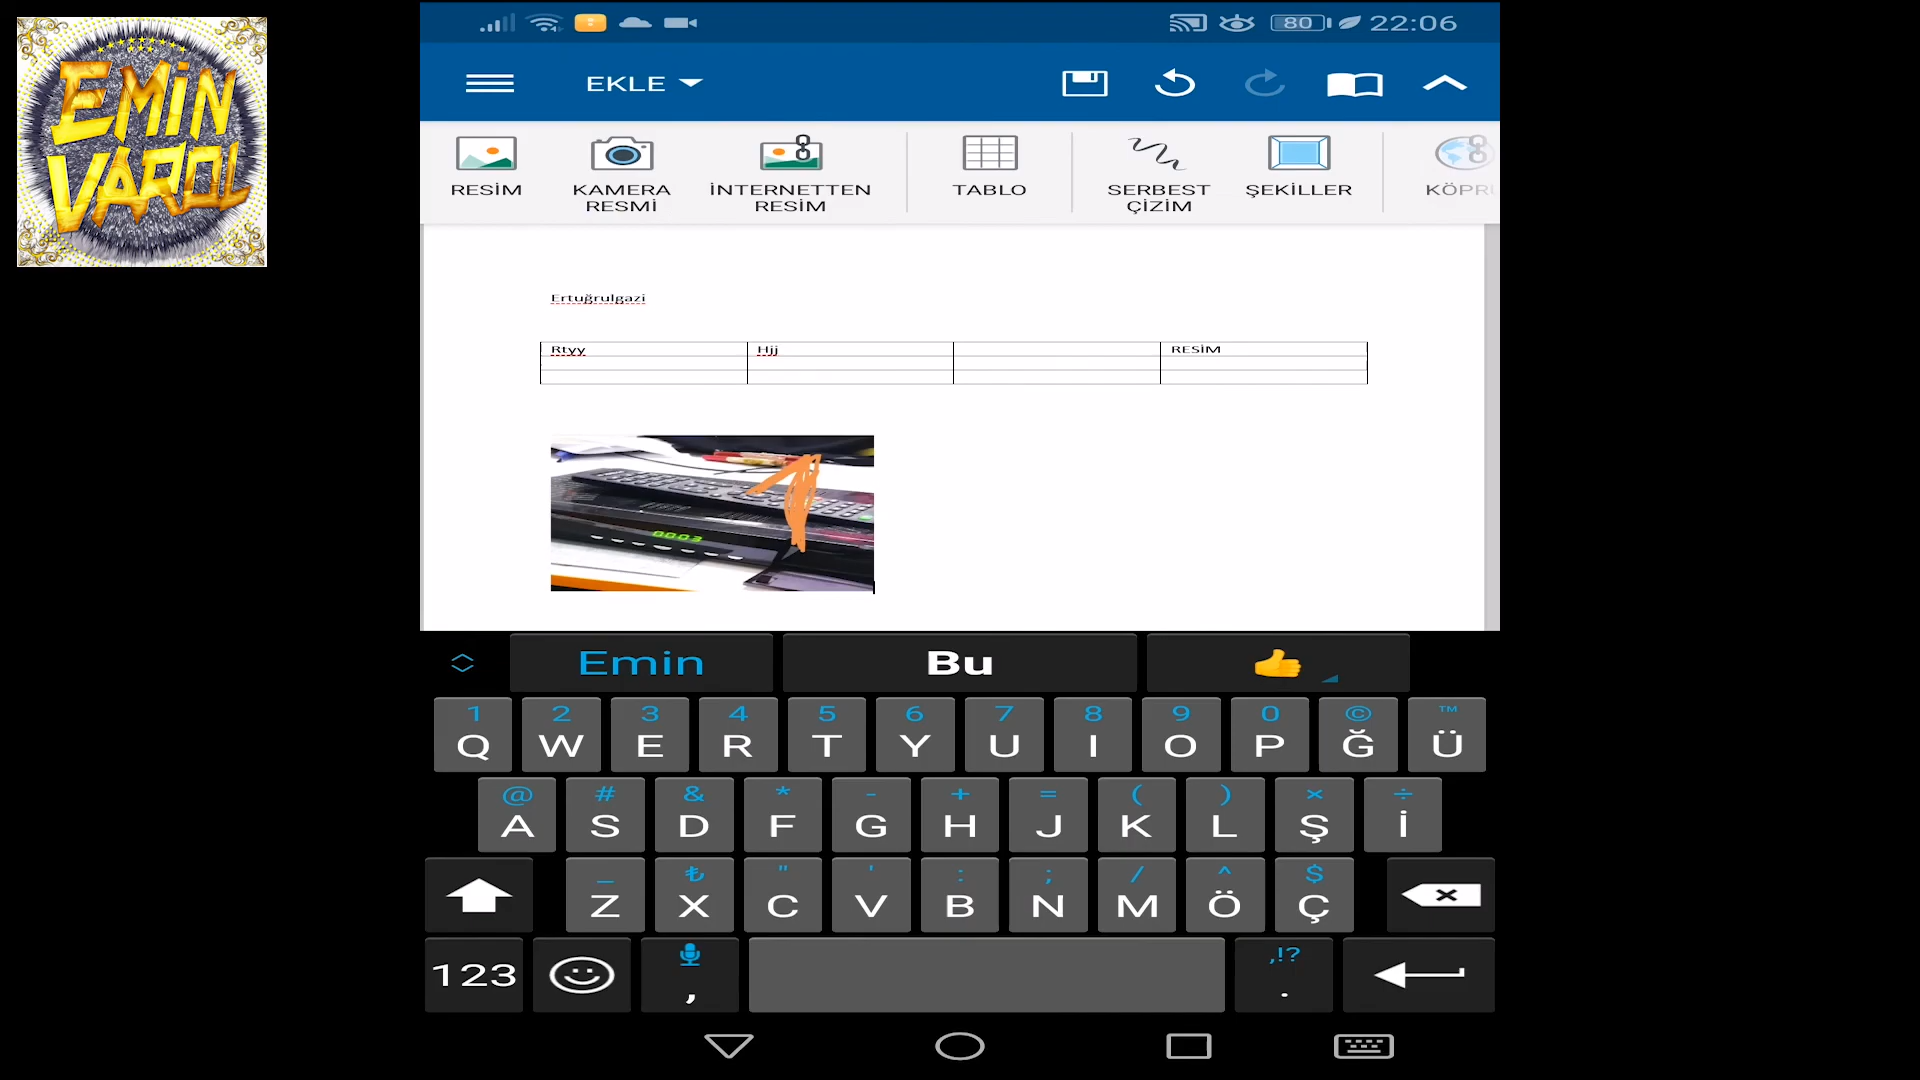 EMİN
VAROL
80 22:06
EKLE
RESİM
KAMERA
RESMİ
İNTERNETTEN
RESİM
TABLO
SERBEST
ÇİZİM
ŞEKİLLER
KÖPRÜ
Ertuğrulgazi
Rtyy Hjj RESİM
0003
Emin Bu
1 2 3 4 5 6 7 8 9 0 © ™
Q W E R T Y U I O P Ğ Ü
@ # & * - + = ( ) × ÷
A S D F G H J K L Ş İ
_ ₺ " ' : ; / ^ $
Z X C V B N M Ö Ç
,!?
123 , .